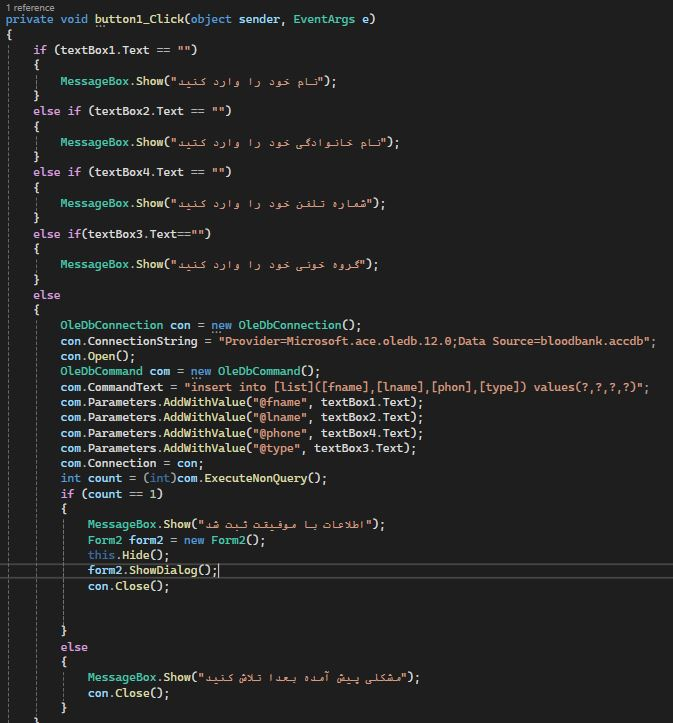 1 reference
private void button1_Click(object sender, EventArgs e)
{
if (textBox1.Text == "")
{
MessageBox.Show("نام خود را وارد کنید");
}
else if (textBox2.Text == "")
{
MessageBox.Show("نام خانوادگی خود را وارد کنید");
}
else if (textBox4.Text == "")
{
MessageBox.Show("شماره تلفن خود را وارد کنید");
}
else if(textBox3.Text=="")
{
MessageBox.Show("گروه خونی خود را وارد کنید");
}
else
{
OleDbConnection con = new OleDbConnection();
con.ConnectionString = "Provider=Microsoft.ace.oledb.12.0;Data Source=bloodbank.accdb";
con.Open();
OleDbCommand com = new OleDbCommand();
com.CommandText = "insert into [list]([fname],[lname],[phon],[type]) values(?,?,?,?)";
com.Parameters.AddWithValue("@fname", textBox1.Text);
com.Parameters.AddWithValue("@lname", textBox2.Text);
com.Parameters.AddWithValue("@phone", textBox4.Text);
com.Parameters.AddWithValue("@type", textBox3.Text);
com.Connection = con;
int count = (int)com.ExecuteNonQuery();
if (count == 1)
{
MessageBox.Show("اطلاعات با موفقیت ثبت شد");
Form2 form2 = new Form2();
this.Hide();
form2.ShowDialog();
con.Close();
}
else
{
MessageBox.Show("مشکلی پیش آمده بعدا تلاش کنید");
con.Close();
}
}